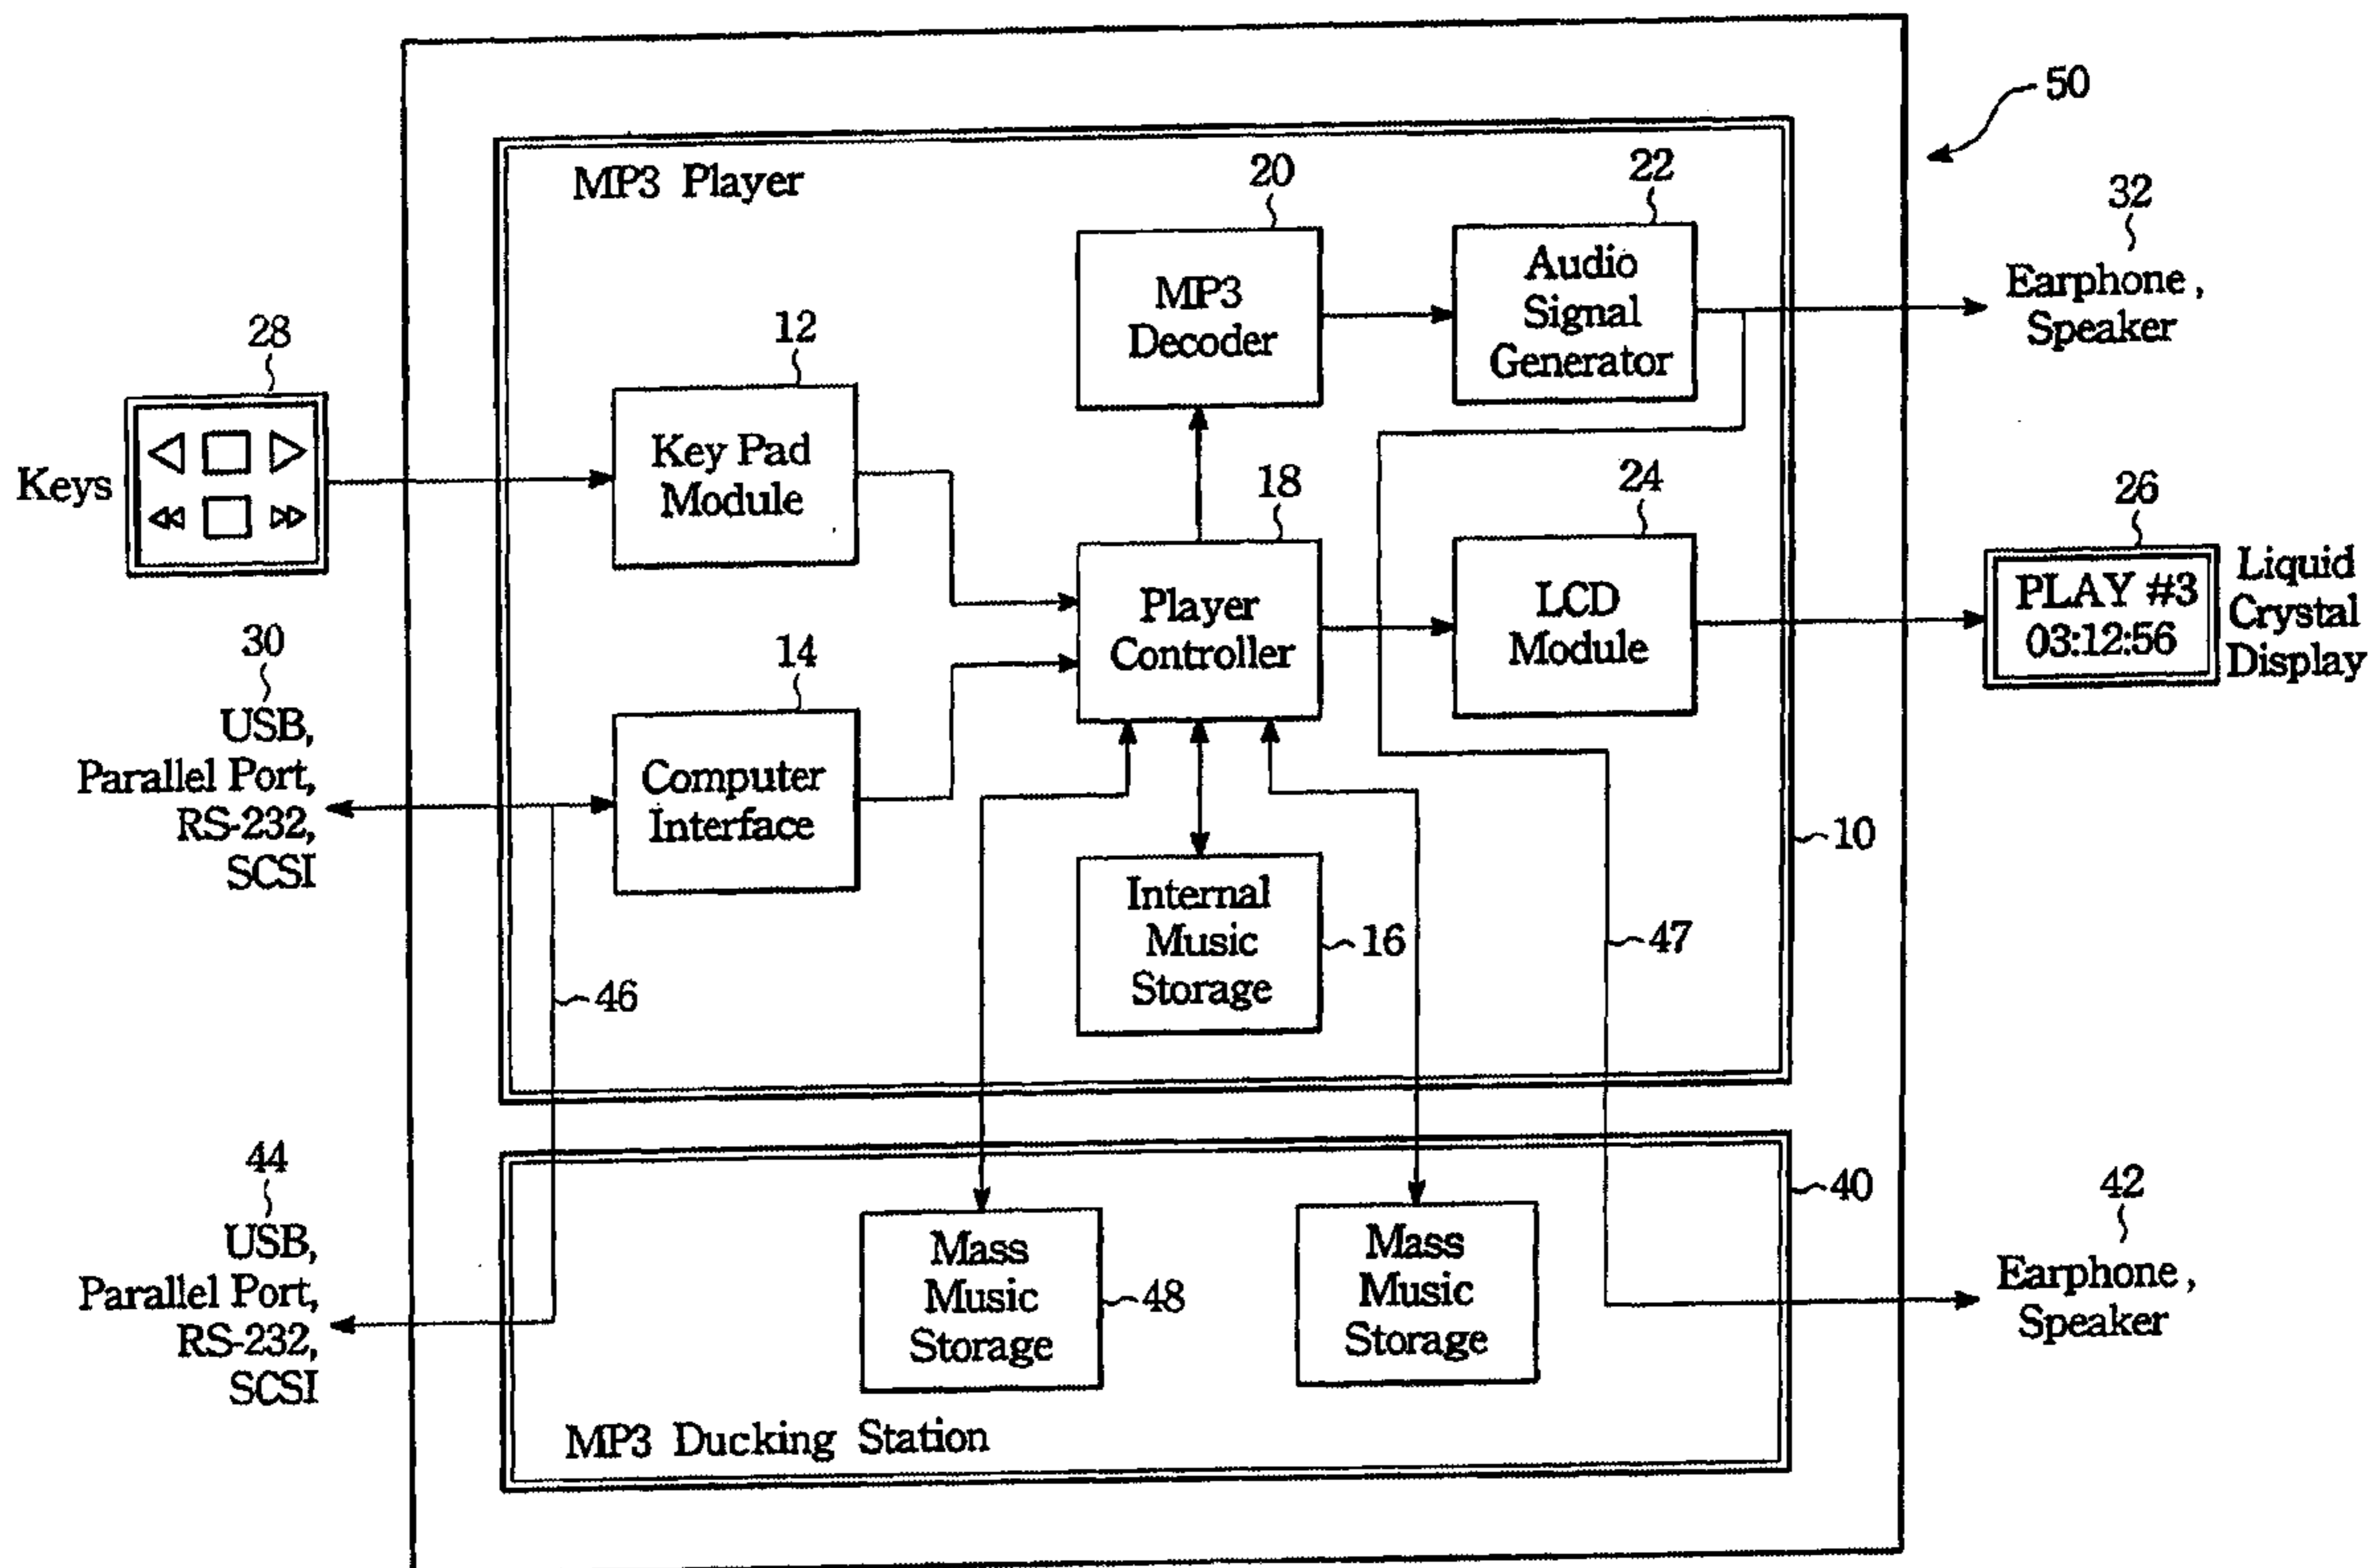 50
MP3 Player
20
22
32
MP3
Decoder
Audio
Signal
Generator
Earphone,
Speaker
28
Keys
12
Key Pad
Module
18
Player
Controller
24
LCD
Module
26
PLAY #3
03:12:56
Liquid
Crystal
Display
30
USB,
Parallel Port,
RS-232,
SCSI
14
Computer
Interface
10
Internal
Music
Storage
16
47
46
44
USB,
Parallel Port,
RS-232,
SCSI
40
Mass
Music
Storage
48
Mass
Music
Storage
42
Earphone,
Speaker
MP3 Ducking Station